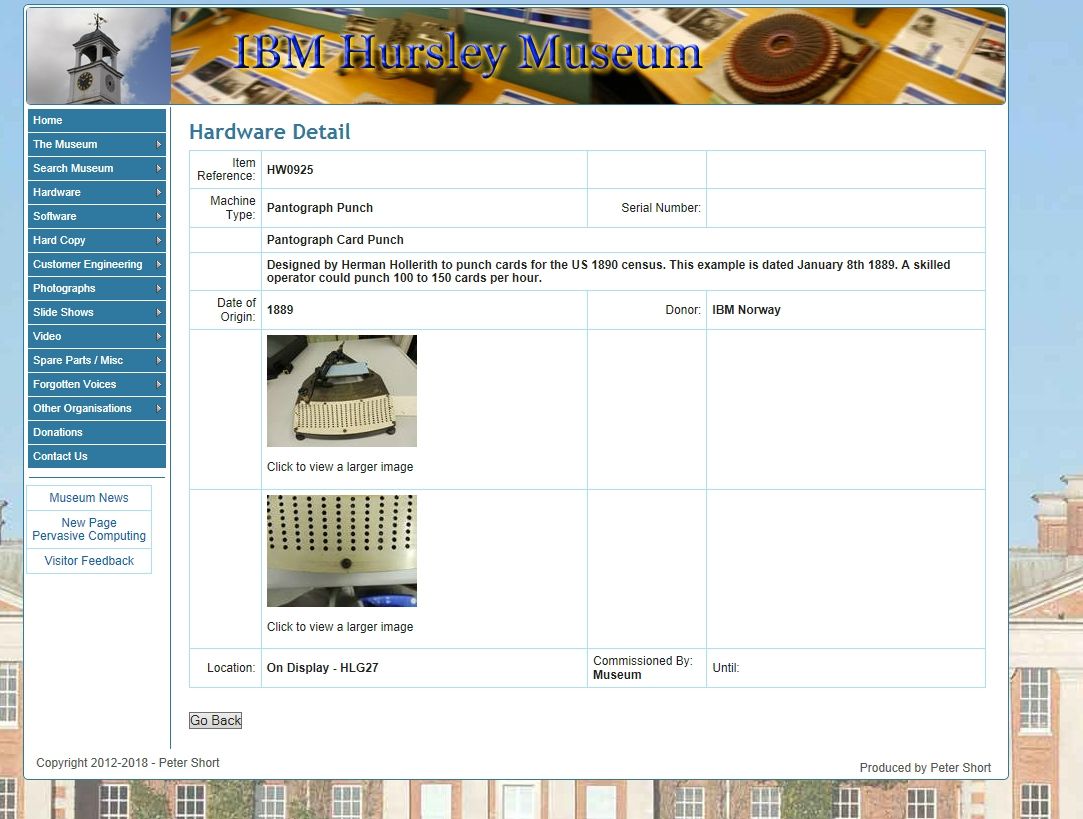 IBM Hursley Museum
Home
The Museum
Search Museum
Hardware
Software
Hard Copy
Customer Engineering
Photographs
Slide Shows
Video
Spare Parts / Misc
Forgotten Voices
Other Organisations
Donations
Contact Us
Museum News
New Page
Pervasive Computing
Visitor Feedback
Hardware Detail
Item
Reference:
HW0925
Machine
Type:
Pantograph Punch
Serial Number:
Pantograph Card Punch
Designed by Herman Hollerith to punch cards for the US 1890 census. This example is dated January 8th 1889. A skilled
operator could punch 100 to 150 cards per hour.
Date of
Origin:
1889
Donor:
IBM Norway
Click to view a larger image
Click to view a larger image
Location:
On Display - HLG27
Commissioned By:
Museum
Until:
Go Back
Copyright 2012-2018 - Peter Short
Produced by Peter Short